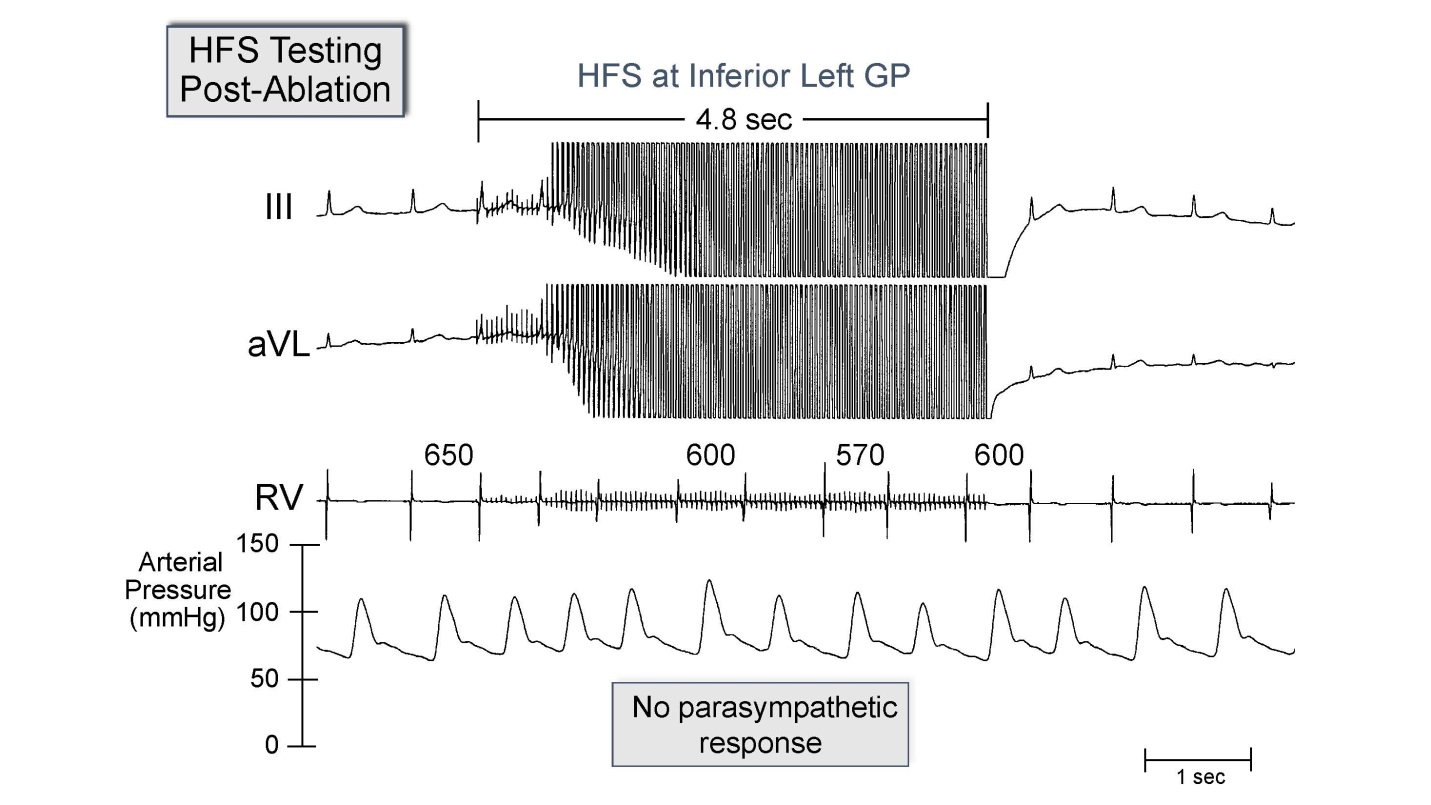 HFS Testing
Post-Ablation
HFS at Inferior Left GP
4.8 sec
III
aVL
650 600 570 600
RV
150
Arterial
Pressure
(mmHg)
100
50
0
No parasympathetic
response
1 sec